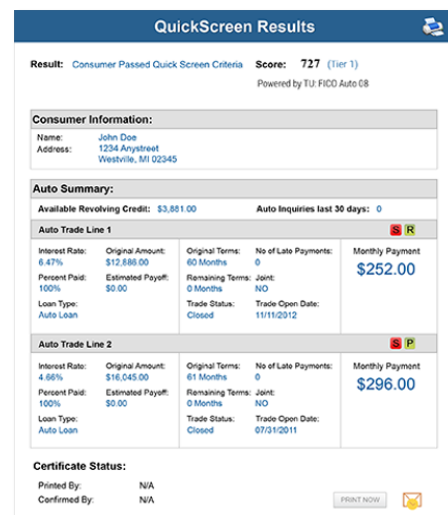 QuickScreen Results
Result: Consumer Passed Quick Screen Criteria Score: 727 (Tier 1)
Powered by TU: FICO Auto 08
Consumer Information:
Name: John Doe
Address: 1234 Anystreet
Westville, MI 02345
Auto Summary:
Available Revolving Credit: $3,881.00 Auto Inquiries last 30 days: 0
Auto Trade Line 1 S R
Interest Rate: Original Amount: Original Terms: No of Late Payments: Monthly Payment
6.47% $12,886.00 60 Months 0 $252.00
Percent Paid: Estimated Payoff: Remaining Terms: Joint:
100% $0.00 0 Months NO
Loan Type: Trade Status: Trade Open Date:
Auto Loan Closed 11/11/2012
Auto Trade Line 2 S P
Interest Rate: Original Amount: Original Terms: No of Late Payments: Monthly Payment
4.66% $16,045.00 61 Months 0 $296.00
Percent Paid: Estimated Payoff: Remaining Terms: Joint:
100% $0.00 0 Months NO
Loan Type: Trade Status: Trade Open Date:
Auto Loan Closed 07/31/2011
Certificate Status:
Printed By: N/A
Confirmed By: N/A PRINT NOW